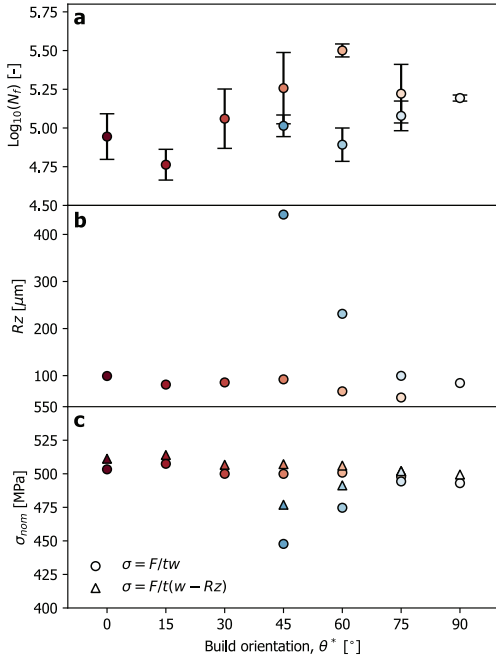 a
5.75
5.50
5.25
5.00
4.75
4.50
Log₁₀(N_f) [-]
b
400
300
200
100
Rz [μm]
c
550
525
500
475
450
425
400
σ_nom [MPa]
σ = F/tw
σ = F/t(w − Rz)
0 15 30 45 60 75 90
Build orientation, θ* [°]